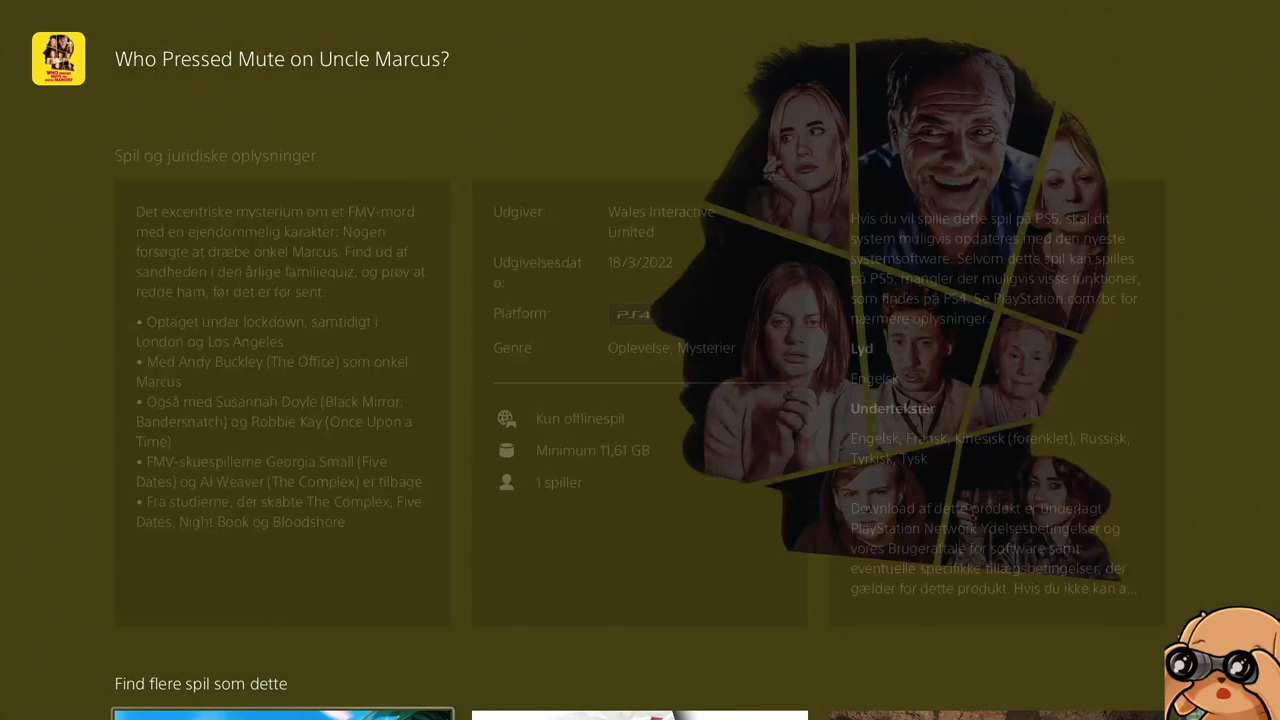 Who Pressed Mute on Uncle Marcus?
Spil og juridiske oplysninger
Det excentriske mysterium om et FMV-mord
med en ejendommelig karakter: Nogen
forsøgte at dræbe onkel Marcus. Find ud af
sandheden i den årlige familiequiz, og prøv at
redde ham, før det er for sent.
• Optaget under lockdown, samtidigt i
London og Los Angeles
• Med Andy Buckley (The Office) som onkel
Marcus
• Også med Susannah Doyle (Black Mirror:
Bandersnatch) og Robbie Kay (Once Upon a
Time)
• FMV-skuespillerne Georgia Small (Five
Dates) og Al Weaver (The Complex) er tilbage
• Fra studierne, der skabte The Complex, Five
Dates, Night Book og Bloodshore
Udgiver: Wales Interactive
Limited
Udgivelsesdat 18/3/2022
o:
Platform: PS4
Genre: Oplevelse, Mysterier
Kun offlinespil
Minimum 11,61 GB
1 spiller
Hvis du vil spille dette spil på PS5, skal dit
system muligvis opdateres med den nyeste
systemsoftware. Selvom dette spil kan spilles
på PS5, mangler der muligvis visse funktioner,
som findes på PS4. Se PlayStation.com/bc for
nærmere oplysninger.
Lyd
Engelsk
Undertekster
Engelsk, Fransk, Kinesisk (forenklet), Russisk,
Tyrkisk, Tysk
Download af dette produkt er underlagt
PlayStation Network Ydelsesbetingelser og
vores Brugeraftale for software samt
eventuelle specifikke tillægsbetingelser, der
gælder for dette produkt. Hvis du ikke kan a...
Find flere spil som dette